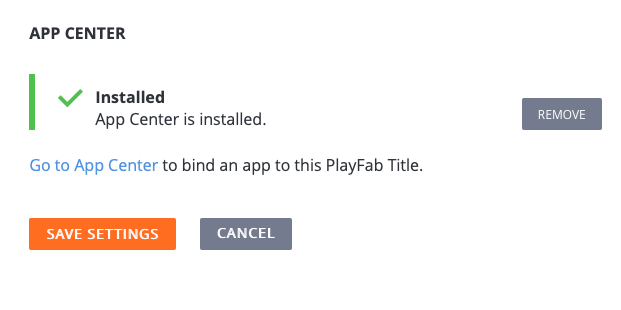 APP CENTER
Installed
App Center is installed.
REMOVE
Go to App Center to bind an app to this PlayFab Title.
SAVE SETTINGS
CANCEL